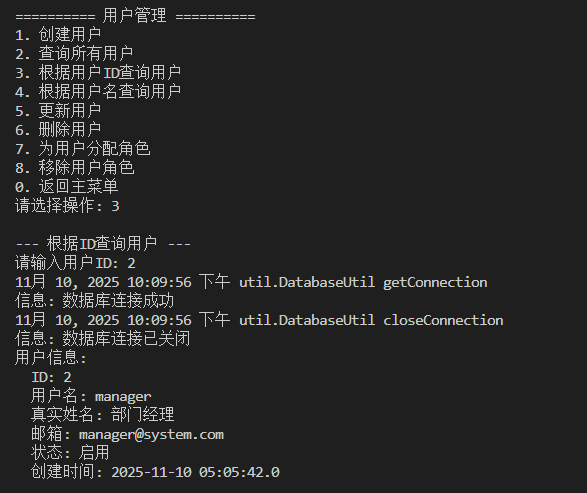 ========== 用户管理 ==========
1. 创建用户
2. 查询所有用户
3. 根据用户ID查询用户
4. 根据用户名查询用户
5. 更新用户
6. 删除用户
7. 为用户分配角色
8. 移除用户角色
0. 返回主菜单
请选择操作: 3
--- 根据ID查询用户 ---
请输入用户ID: 2
11月 10, 2025 10:09:56 下午 util.DatabaseUtil getConnection
信息: 数据库连接成功
11月 10, 2025 10:09:56 下午 util.DatabaseUtil closeConnection
信息: 数据库连接已关闭
用户信息:
ID: 2
用户名: manager
真实姓名: 部门经理
邮箱: manager@system.com
状态: 启用
创建时间: 2025-11-10 05:05:42.0